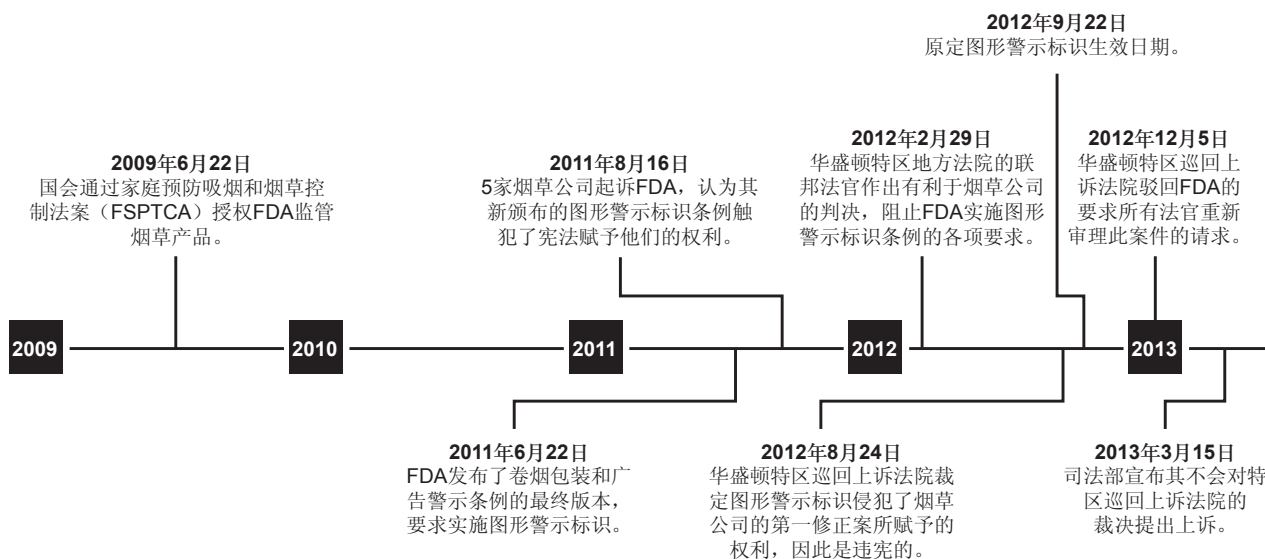 2012年9月22日
原定图形警示标识生效日期。
2009年6月22日
国会通过家庭预防吸烟和烟草控
制法案（FSPTCA）授权FDA监管
烟草产品。
2011年8月16日
5家烟草公司起诉FDA，认为其
新颁布的图形警示标识条例触
犯了宪法赋予他们的权利。
2012年2月29日
华盛顿特区地方法院的联
邦法官作出有利于烟草公司
的判决，阻止FDA实施图形
警示标识条例的各项要求。
2012年12月5日
华盛顿特区巡回上
诉法院驳回FDA的
要求所有法官重新
审理此案件的请求。
2009
2010
2011
2012
2013
2011年6月22日
FDA发布了卷烟包装和广
告警示条例的最终版本，
要求实施图形警示标识。
2012年8月24日
华盛顿特区巡回上诉法院裁
定图形警示标识侵犯了烟草
公司的第一修正案所赋予的
权利，因此是违宪的。
2013年3月15日
司法部宣布其不会对特
区巡回上诉法院的
裁决提出上诉。